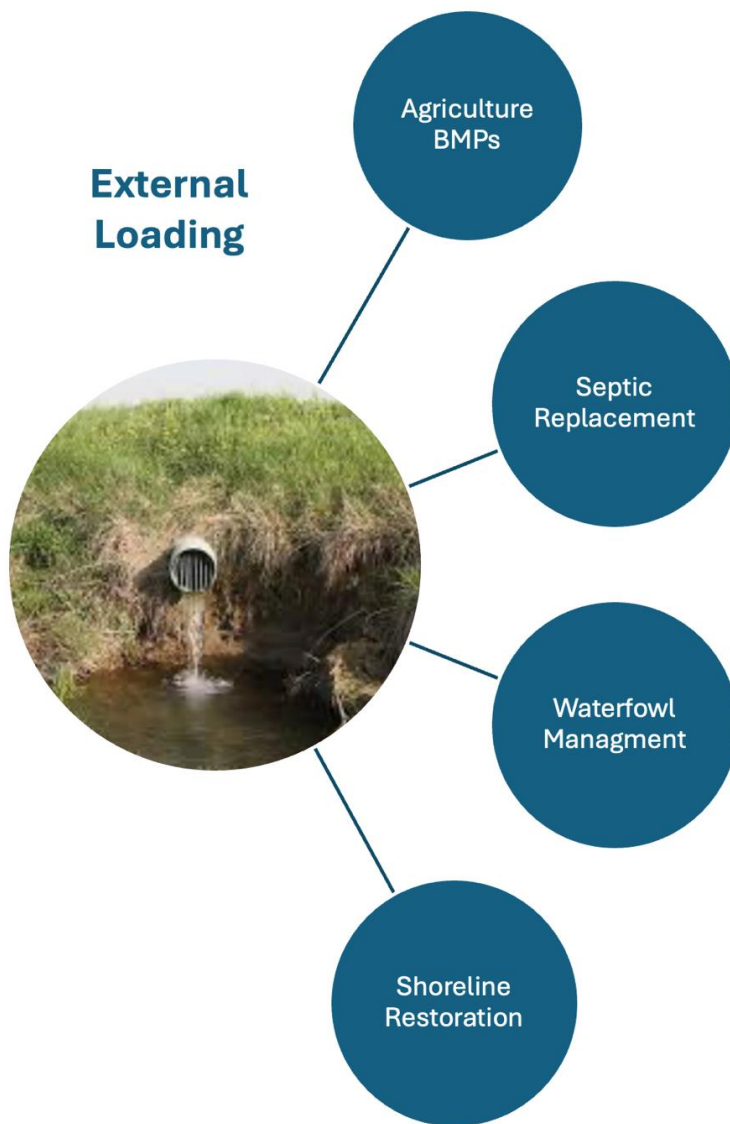 External
Loading
Agriculture
BMPs
Septic
Replacement
Waterfowl
Managment
Shoreline
Restoration